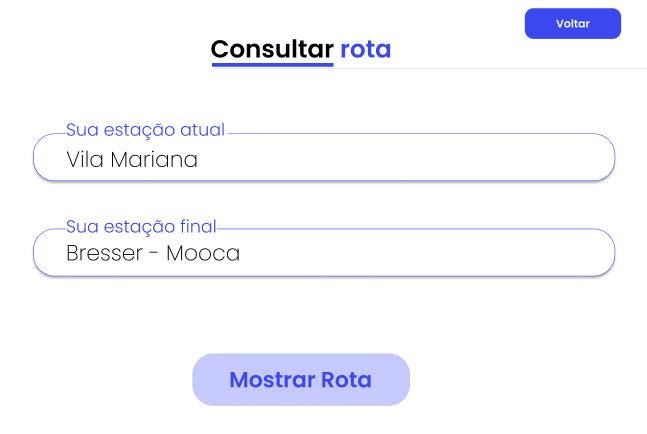 Voltar
Consultar rota
Sua estação atual
Vila Mariana
Sua estação final
Bresser - Mooca
Mostrar Rota